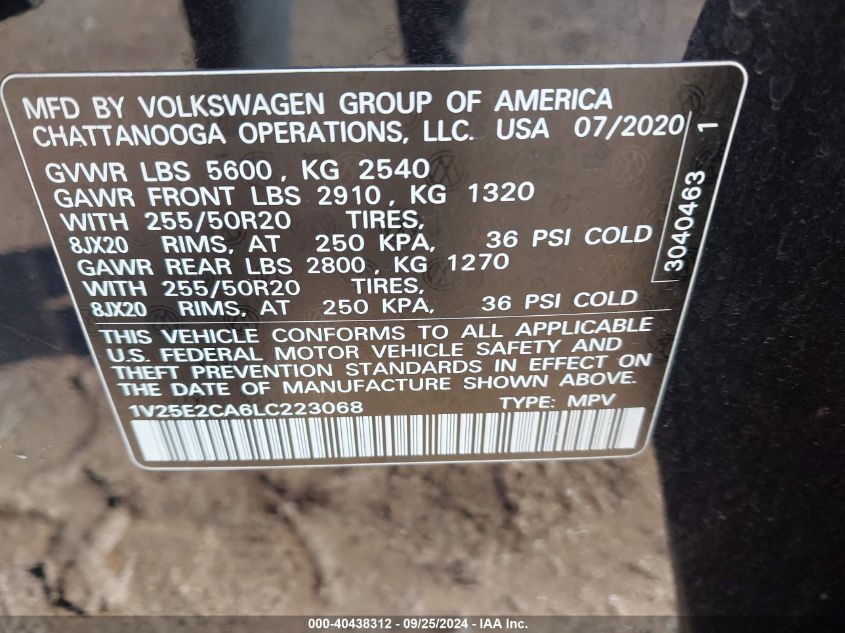 MFD BY VOLKSWAGEN GROUP OF AMERICA
CHATTANOOGA OPERATIONS, LLC. USA 07/2020
GVWR LBS 5600, KG 2540
GAWR FRONT LBS 2910, KG 1320
WITH 255/50R20 TIRES,
8JX20 RIMS, AT 250 KPA, 36 PSI COLD
GAWR REAR LBS 2800, KG 1270
WITH 255/50R20 TIRES,
8JX20 RIMS, AT 250 KPA, 36 PSI COLD
3040463 1
THIS VEHICLE CONFORMS TO ALL APPLICABLE
U.S. FEDERAL MOTOR VEHICLE SAFETY AND
THEFT PREVENTION STANDARDS IN EFFECT ON
THE DATE OF MANUFACTURE SHOWN ABOVE.
1V25E2CA6LC223068 TYPE: MPV
000-40438312 - 09/25/2024 - IAA Inc.